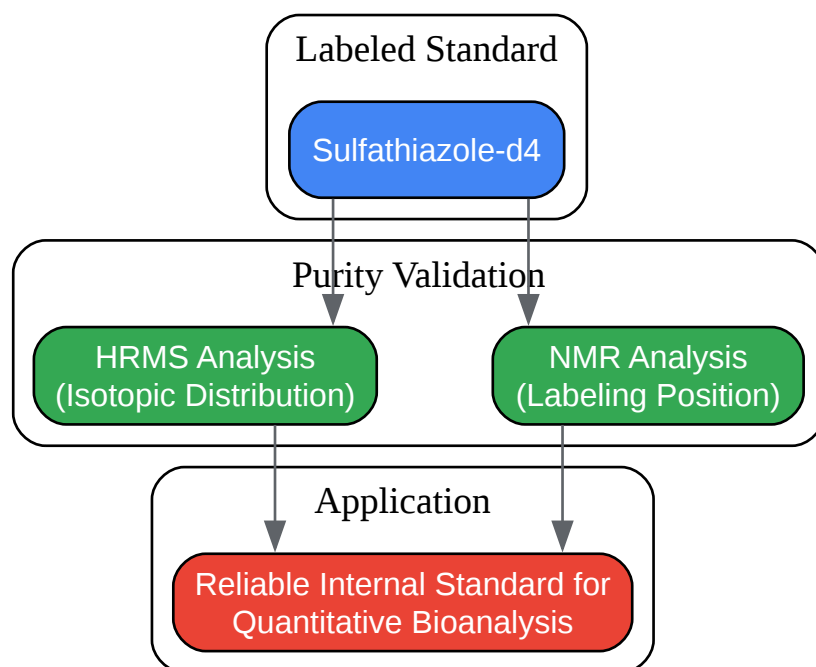 Labeled Standard
Sulfathiazole-d4
Purity Validation
HRMS Analysis
(Isotopic Distribution)
NMR Analysis
(Labeling Position)
Application
Reliable Internal Standard for
Quantitative Bioanalysis